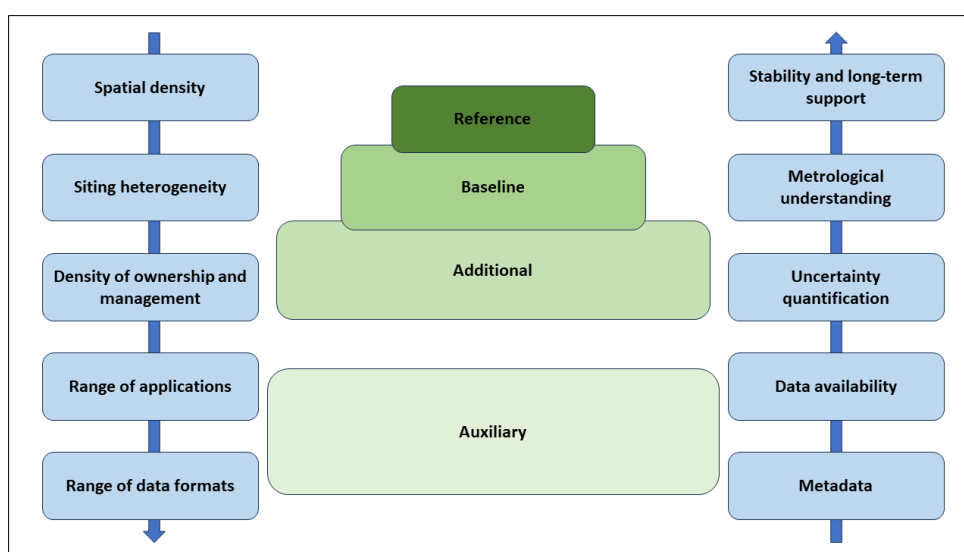 Spatial density
Siting heterogeneity
Density of ownership and
management
Range of applications
Range of data formats
Reference
Baseline
Additional
Auxiliary
Stability and long-term
support
Metrological
understanding
Uncertainty
quantification
Data availability
Metadata